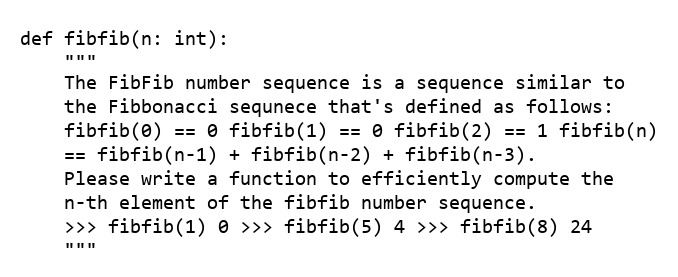 def fibfib(n: int):
"""
The FibFib number sequence is a sequence similar to
the Fibbonacci sequnece that's defined as follows:
fibfib(0) == 0 fibfib(1) == 0 fibfib(2) == 1 fibfib(n)
== fibfib(n-1) + fibfib(n-2) + fibfib(n-3).
Please write a function to efficiently compute the
n-th element of the fibfib number sequence.
>>> fibfib(1) 0 >>> fibfib(5) 4 >>> fibfib(8) 24
"""